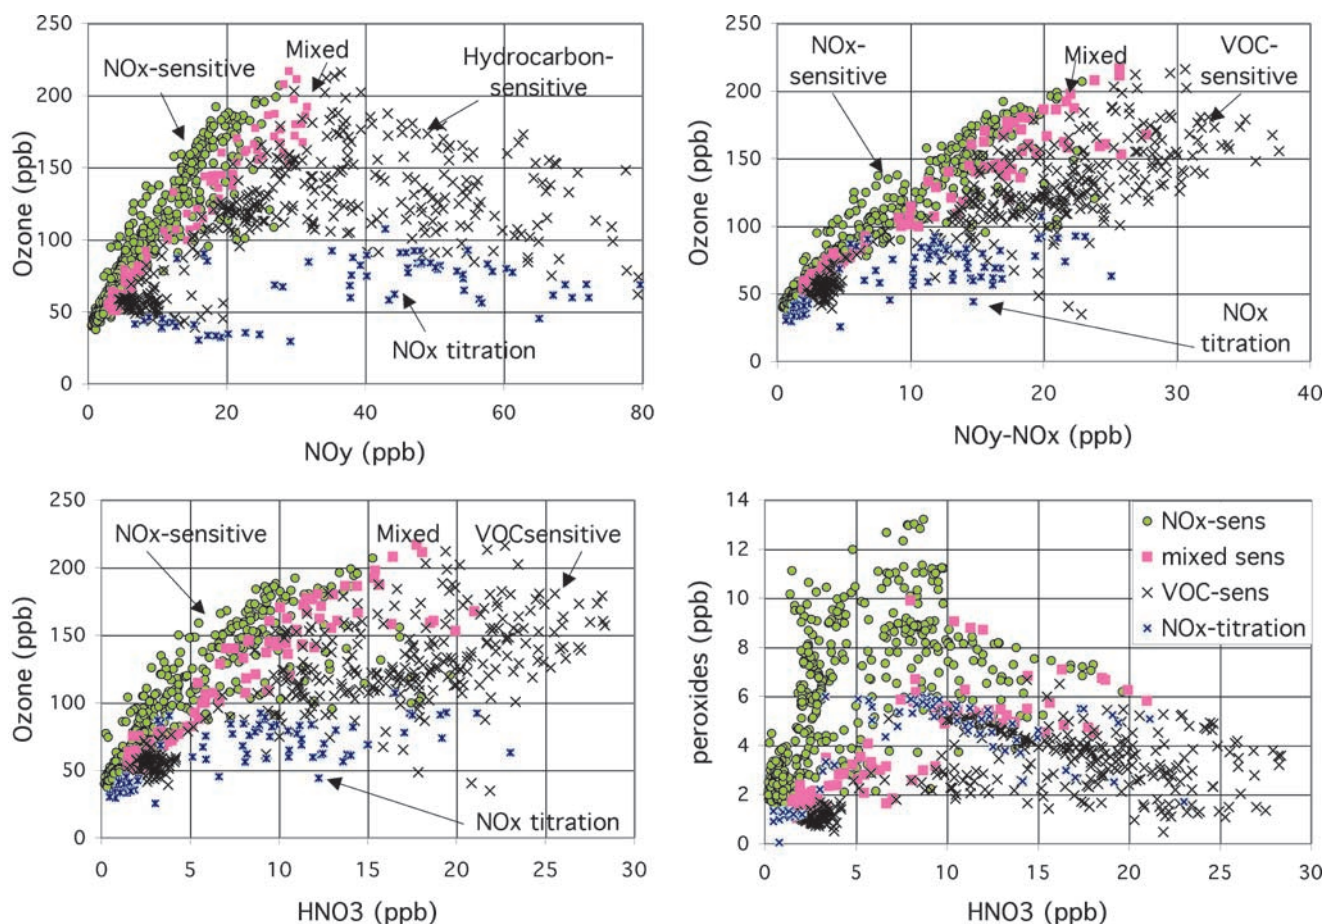 250
200
150
100
50
0
Ozone (ppb)
NOx-sensitive
Mixed
Hydrocarbon-
sensitive
NOx titration
0 20 40 60 80
NOy (ppb)
250
200
150
100
50
0
Ozone (ppb)
NOx-
sensitive
Mixed
VOC-
sensitive
NOx
titration
0 10 20 30 40
NOy-NOx (ppb)
250
200
150
100
50
0
Ozone (ppb)
NOx-sensitive
Mixed
VOCsensitive
NOx titration
0 5 10 15 20 25 30
HNO3 (ppb)
14
12
10
8
6
4
2
0
peroxides (ppb)
NOx-sens
mixed sens
VOC-sens
NOx-titration
0 5 10 15 20 25 30
HNO3 (ppb)